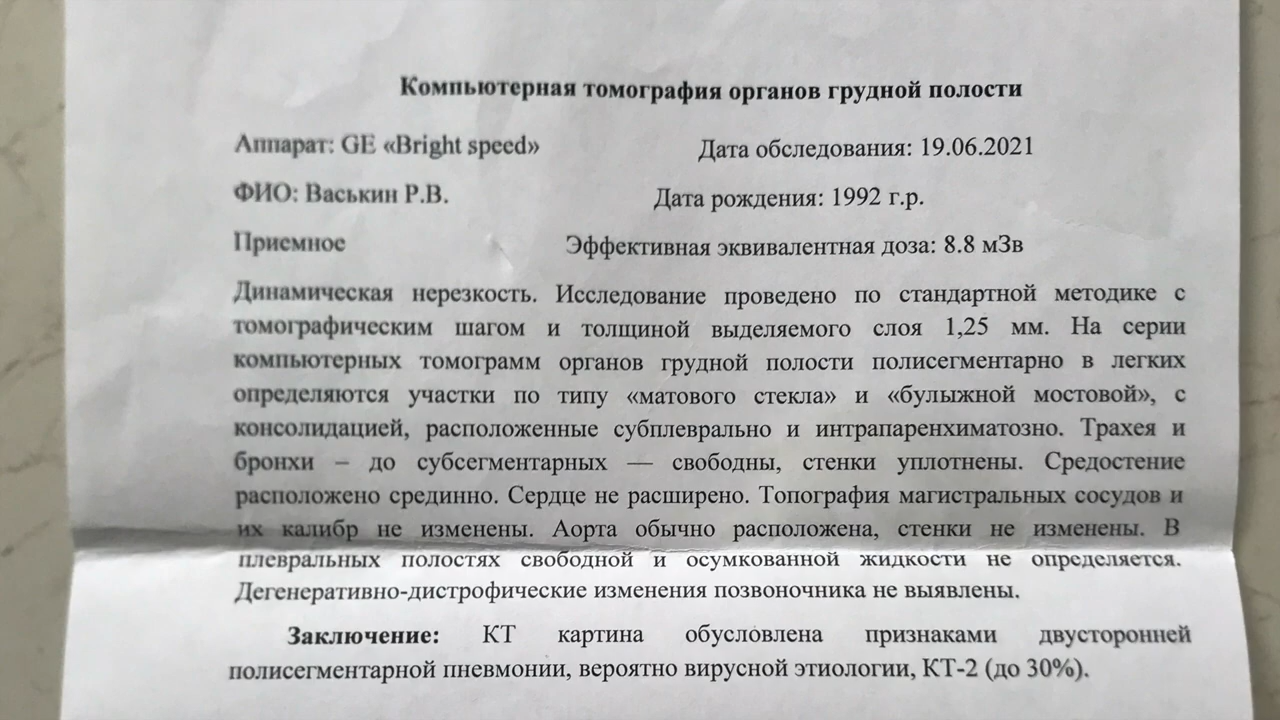 Компьютерная томография органов грудной полости
Аппарат: GE «Bright speed» Дата обследования: 19.06.2021
ФИО: Васькин Р.В. Дата рождения: 1992 г.р.
Приемное Эффективная эквивалентная доза: 8.8 мЗв
Динамическая нерезкость. Исследование проведено по стандартной методике с
томографическим шагом и толщиной выделяемого слоя 1,25 мм. На серии
компьютерных томограмм органов грудной полости полисегментарно в легких
определяются участки по типу «матового стекла» и «булыжной мостовой», с
консолидацией, расположенные субплеврально и интрапаренхиматозно. Трахея и
бронхи – до субсегментарных — свободны, стенки уплотнены. Средостение
расположено срединно. Сердце не расширено. Топография магистральных сосудов и
их калибр не изменены. Аорта обычно расположена, стенки не изменены. В
плевральных полостях свободной и осумкованной жидкости не определяется.
Дегенеративно-дистрофические изменения позвоночника не выявлены.
Заключение: КТ картина обусловлена признаками двусторонней
полисегментарной пневмонии, вероятно вирусной этиологии, КТ-2 (до 30%).